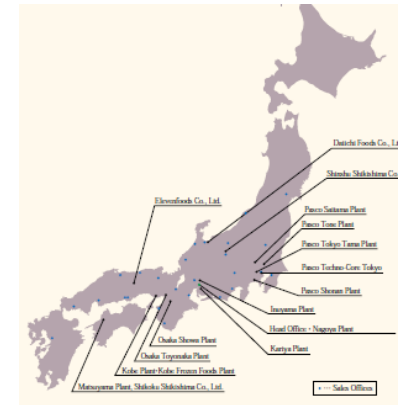 Daiichi Foods Co., Lt
Shinshu Shikishima Co.
Elevenfoods Co., Ltd.
Pasco Saitama Plant
Pasco Tone Plant
Pasco Tokyo Tama Plant
Pasco Techno-Core Tokyo
Pasco Shonan Plant
Inuyama Plant
Head Office · Nagoya Plant
Kariya Plant
Osaka Showa Plant
Osaka Toyonaka Plant
Kobe Plant·Kobe Frozen Foods Plant
Matsuyama Plant, Shikoku Shikishima Co., Ltd.
• ··· Sales Offices